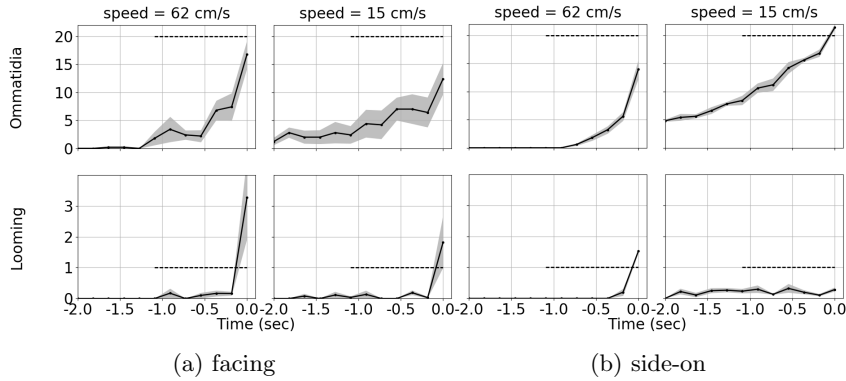 speed = 62 cm/s speed = 15 cm/s speed = 62 cm/s speed = 15 cm/s
Ommatidia
20
15
10
5
0
Looming
3
2
1
0
-2.0 -1.5 -1.0 -0.5 0.0 -2.0 -1.5 -1.0 -0.5 0.0 -2.0 -1.5 -1.0 -0.5 0.0 -2.0 -1.5 -1.0 -0.5 0.0
Time (sec) Time (sec)
(a) facing (b) side-on